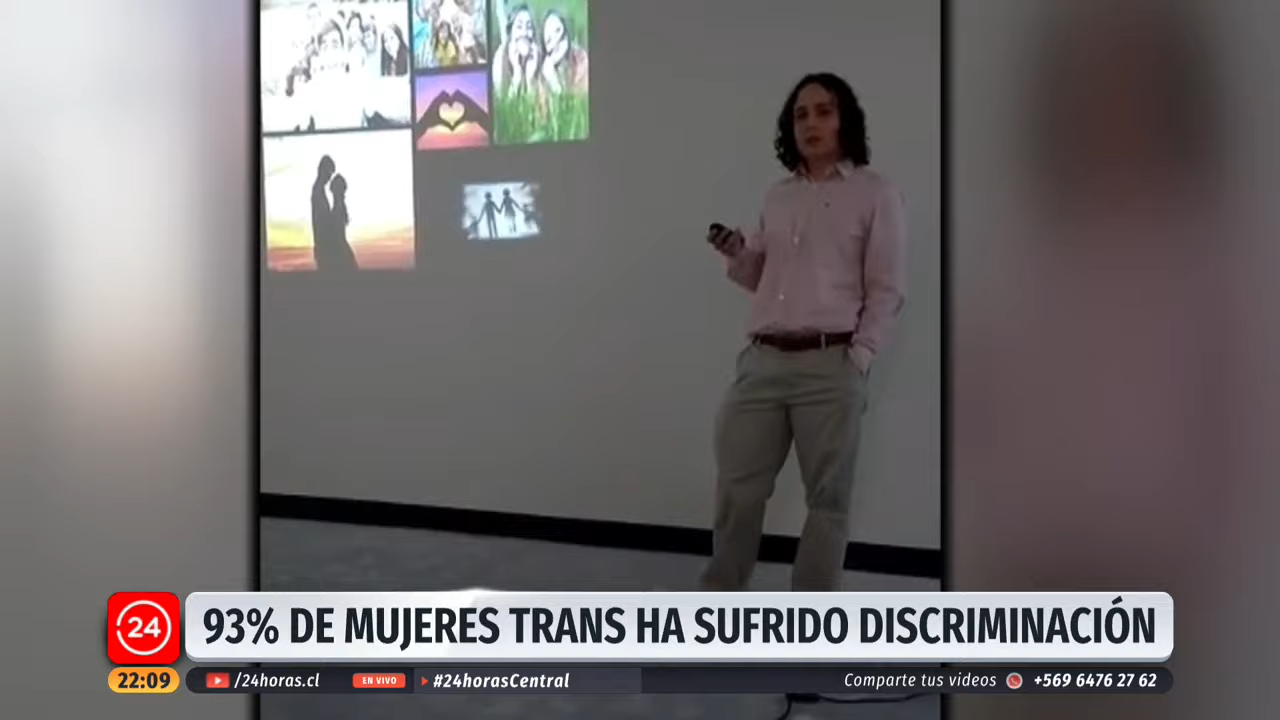 24
93% DE MUJERES TRANS HA SUFRIDO DISCRIMINACIÓN
22:09
/24horas.cl
EN VIVO
#24horasCentral
Comparte tus videos
+569 6476 27 62